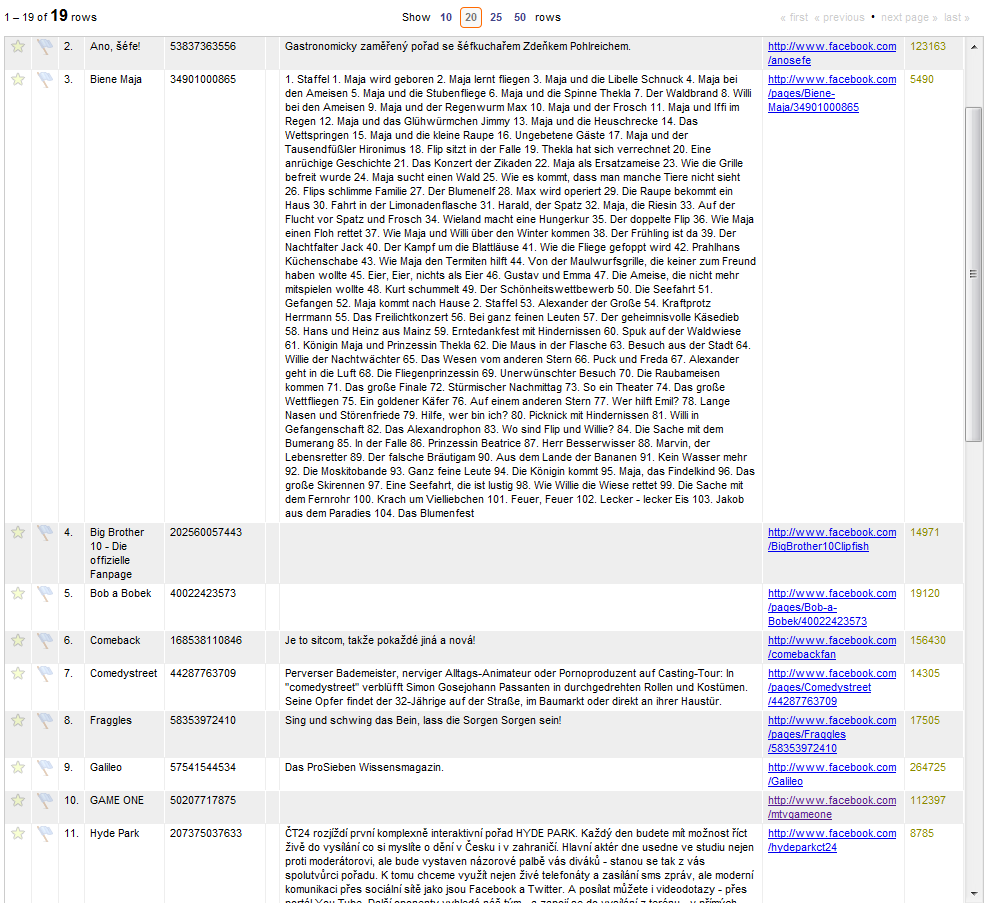 1 – 19 of 19 rows Show 10 20 25 50 rows « first « previous • next page » last »
2. Ano, šéfe! 53837363556 Gastronomicky zaměřený pořad se šéfkuchařem Zdeňkem Pohlreichem. http://www.facebook.com 123163
/anosefe
3. Biene Maja 34901000865 1. Staffel 1. Maja wird geboren 2. Maja lernt fliegen 3. Maja und die Libelle Schnuck 4. Maja bei http://www.facebook.com 5490
den Ameisen 5. Maja und die Stubenfliege 6. Maja und die Spinne Thekla 7. Der Waldbrand 8. Willi /pages/Biene-
bei den Ameisen 9. Maja und der Regenwurm Max 10. Maja und der Frosch 11. Maja und Iffi im Maja/34901000865
Regen 12. Maja und das Glühwürmchen Jimmy 13. Maja und die Heuschrecke 14. Das
Wettspringen 15. Maja und die kleine Raupe 16. Ungebetene Gäste 17. Maja und der
Tausendfüßler Hironimus 18. Flip sitzt in der Falle 19. Thekla hat sich verrechnet 20. Eine
anrüchige Geschichte 21. Das Konzert der Zikaden 22. Maja als Ersatzameise 23. Wie die Grille
befreit wurde 24. Maja sucht einen Wald 25. Wie es kommt, dass man manche Tiere nicht sieht
26. Flips schlimme Familie 27. Der Blumenelf 28. Max wird operiert 29. Die Raupe bekommt ein
Haus 30. Fahrt in der Limonadenflasche 31. Harald, der Spatz 32. Maja, die Riesin 33. Auf der
Flucht vor Spatz und Frosch 34. Wieland macht eine Hungerkur 35. Der doppelte Flip 36. Wie Maja
einen Floh rettet 37. Wie Maja und Willi über den Winter kommen 38. Der Frühling ist da 39. Der
Nachtfalter Jack 40. Der Kampf um die Blattläuse 41. Wie die Fliege gefoppt wird 42. Prahlhans
Küchenschabe 43. Wie Maja den Termiten hilft 44. Von der Maulwurfsgrille, die keiner zum Freund
haben wollte 45. Eier, Eier, nichts als Eier 46. Gustav und Emma 47. Die Ameise, die nicht mehr
mitspielen wollte 48. Kurt schummelt 49. Der Schönheitswettbewerb 50. Die Seefahrt 51.
Gefangen 52. Maja kommt nach Hause 2. Staffel 53. Alexander der Große 54. Kraftprotz
Herrmann 55. Das Freilichtkonzert 56. Bei ganz feinen Leuten 57. Der geheimnisvolle Käsedieb
58. Hans und Heinz aus Mainz 59. Erntedankfest mit Hindernissen 60. Spuk auf der Waldwiese
61. Königin Maja und Prinzessin Thekla 62. Die Maus in der Flasche 63. Besuch aus der Stadt 64.
Willie der Nachtwächter 65. Das Wesen vom anderen Stern 66. Puck und Freda 67. Alexander
geht in die Luft 68. Die Fliegenprinzessin 69. Unerwünschter Besuch 70. Die Raubameisen
kommen 71. Das große Finale 72. Stürmischer Nachmittag 73. So ein Theater 74. Das große
Wettfliegen 75. Ein goldener Käfer 76. Auf einem anderen Stern 77. Wer hilft Emil? 78. Lange
Nasen und Störenfriede 79. Hilfe, wer bin ich? 80. Picknick mit Hindernissen 81. Willi in
Gefangenschaft 82. Das Alexandrophon 83. Wo sind Flip und Willie? 84. Die Sache mit dem
Bumerang 85. In der Falle 86. Prinzessin Beatrice 87. Herr Besserwisser 88. Marvin, der
Lebensretter 89. Der falsche Bräutigam 90. Aus dem Lande der Bananen 91. Kein Wasser mehr
92. Die Moskitobande 93. Ganz feine Leute 94. Die Königin kommt 95. Maja, das Findelkind 96. Das
große Skirennen 97. Eine Seefahrt, die ist lustig 98. Wie Willie die Wiese rettet 99. Die Sache mit
dem Fernrohr 100. Krach um Vielliebchen 101. Feuer, Feuer 102. Lecker - lecker Eis 103. Jakob
aus dem Paradies 104. Das Blumenfest
4. Big Brother 202560057443 http://www.facebook.com 14971
10 - Die /BigBrother10Clipfish
offizielle
Fanpage
5. Bob a Bobek 40022423573 http://www.facebook.com 19120
/pages/Bob-a-
Bobek/40022423573
6. Comeback 168538110846 Je to sitcom, takže pokaždé jiná a nová! http://www.facebook.com 156430
/comebackfan
7. Comedystreet 44287763709 Perverser Bademeister, nerviger Alltags-Animateur oder Pornoproduzent auf Casting-Tour: In http://www.facebook.com 14305
"comedystreet" verblüfft Simon Gosejohann Passanten in durchgedrehten Rollen und Kostümen. /pages/Comedystreet
Seine Opfer findet der 32-Jährige auf der Straße, im Baumarkt oder direkt an ihrer Haustür. /44287763709
8. Fraggles 58353972410 Sing und schwing das Bein, lass die Sorgen Sorgen sein! http://www.facebook.com 17505
/pages/Fraggles
/58353972410
9. Galileo 57541544534 Das ProSieben Wissensmagazin. http://www.facebook.com 264725
/Galileo
10. GAME ONE 50207717875 http://www.facebook.com 112397
/mtvgameone
11. Hyde Park 207375037633 ČT24 rozjíždí první komplexně interaktivní pořad HYDE PARK. Každý den budete mít možnost říct http://www.facebook.com 8785
živě do vysílání co si myslíte o dění v Česku i v zahraničí. Hlavní aktér dne usedne ve studiu nejen /hydeparkct24
proti moderátorovi, ale bude vystaven názorové palbě vás diváků - stanou se tak z vás
spolutvůrci pořadu. K tomu chceme využít nejen živé telefonáty a zasílání sms zpráv, ale moderní
komunikaci přes sociální sítě jako jsou Facebook a Twitter. A posílat můžete i videodotazy - přes
portál You Tube. Další oponenty vyhledá náš tým - a zapojí se do vysílání z terénu - v přímých